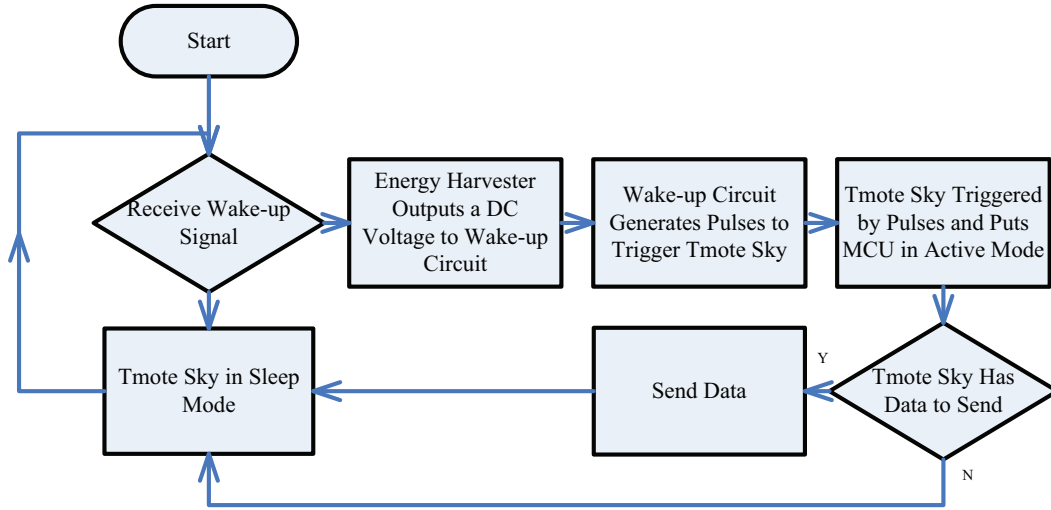 Start
Receive Wake-up
Signal
Energy Harvester
Outputs a DC
Voltage to Wake-up
Circuit
Wake-up Circuit
Generates Pulses to
Trigger Tmote Sky
Tmote Sky Triggered
by Pulses and Puts
MCU in Active Mode
Tmote Sky in Sleep
Mode
Send Data
Y
Tmote Sky Has
Data to Send
N